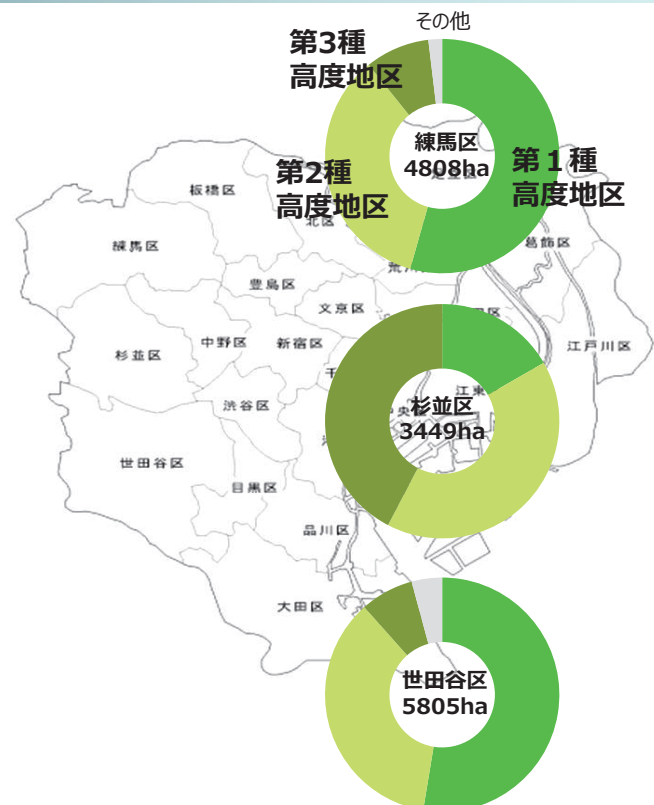 その他
第3種
高度地区
練馬区
4808ha
第１種
高度地区
第2種
高度地区
板橋区
北区
練馬区
葛飾区
豊島区
文京区
中野区
新宿区
杉並区
江戸川区
渋谷区
江東
杉並区
3449ha
世田谷区
目黒区
品川区
大田区
世田谷区
5805ha